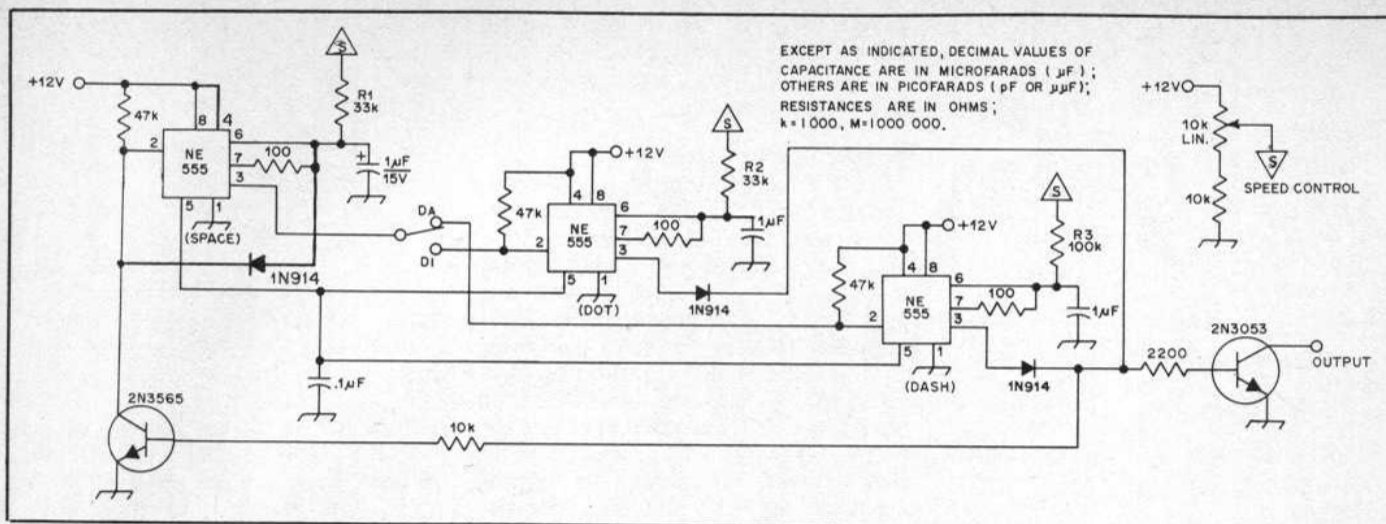 EXCEPT AS INDICATED, DECIMAL VALUES OF
CAPACITANCE ARE IN MICROFARADS (µF);
OTHERS ARE IN PICOFARADS (pF OR µµF);
RESISTANCES ARE IN OHMS;
k=1000, M=1000 000.
+12V
47k
2
8
4
6
7
3
5
1
NE
555
(SPACE)
S
R1
33k
100
+
1µF
15V
1N914
DA
DI
47k
+12V
4
8
2
6
7
3
5
1
NE
555
(DOT)
S
R2
33k
100
1µF
1N914
47k
+12V
4
8
2
6
7
3
5
1
NE
555
(DASH)
S
R3
100k
100
1µF
1N914
+12V
10k
LIN.
S
SPEED CONTROL
10k
.1µF
2N3565
10k
2200
2N3053
OUTPUT